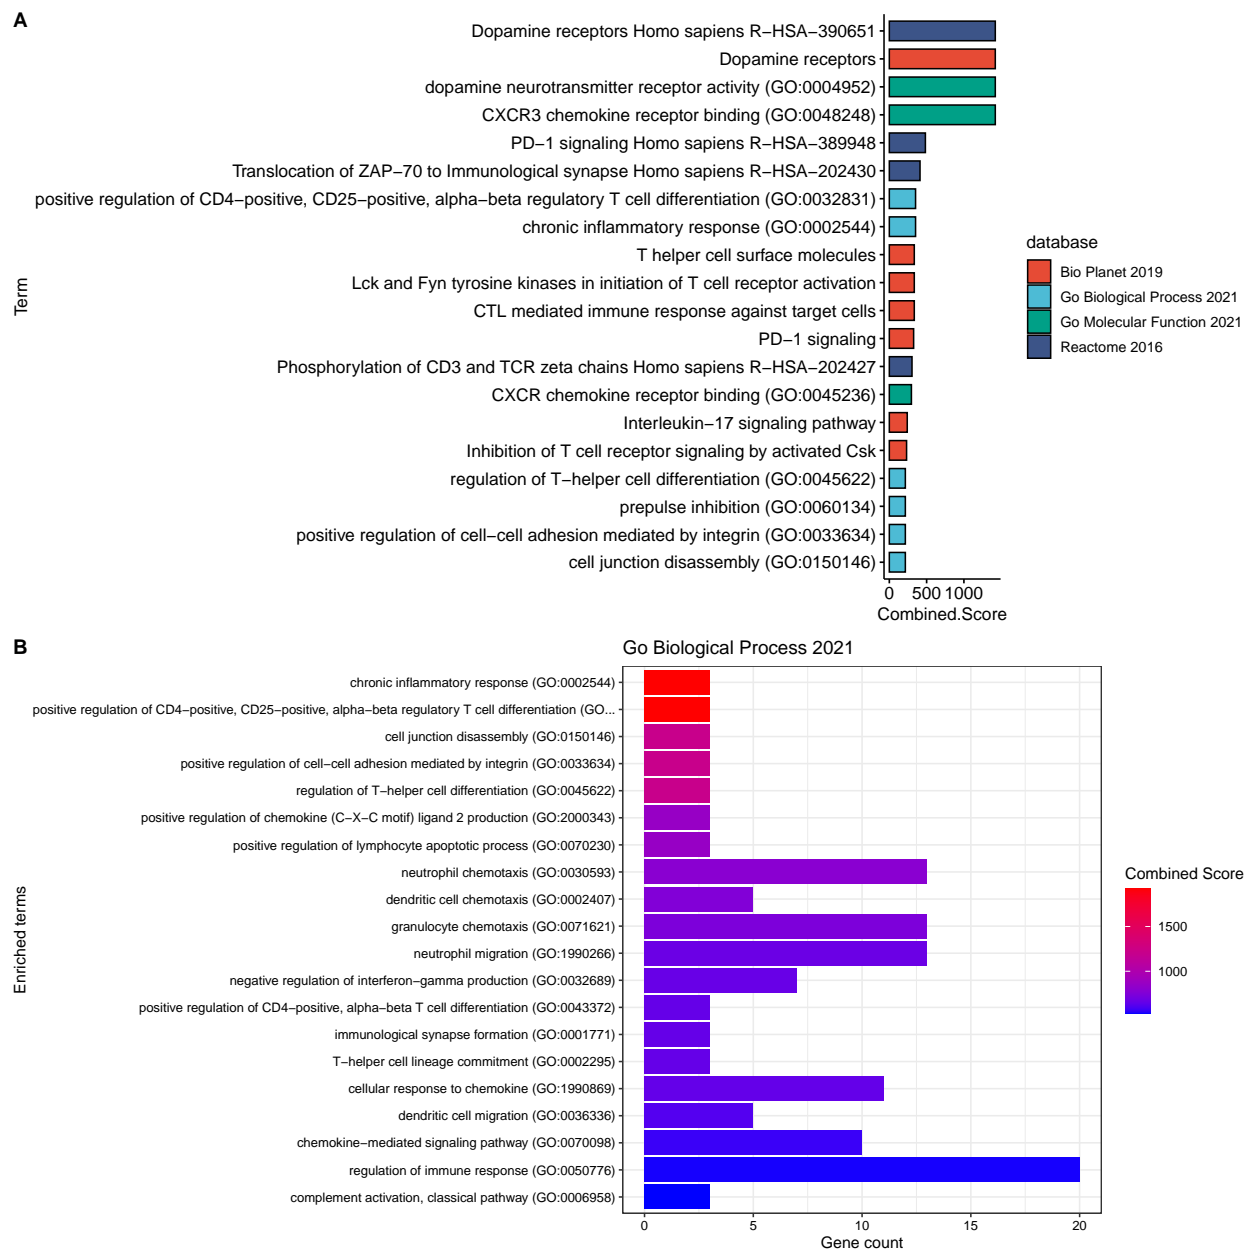 A
Dopamine receptors Homo sapiens R−HSA−390651
Dopamine receptors
dopamine neurotransmitter receptor activity (GO:0004952)
CXCR3 chemokine receptor binding (GO:0048248)
PD−1 signaling Homo sapiens R−HSA−389948
Translocation of ZAP−70 to Immunological synapse Homo sapiens R−HSA−202430
positive regulation of CD4−positive, CD25−positive, alpha−beta regulatory T cell differentiation (GO:0032831)
chronic inflammatory response (GO:0002544)
T helper cell surface molecules
Lck and Fyn tyrosine kinases in initiation of T cell receptor activation
CTL mediated immune response against target cells
PD−1 signaling
Phosphorylation of CD3 and TCR zeta chains Homo sapiens R−HSA−202427
CXCR chemokine receptor binding (GO:0045236)
Interleukin−17 signaling pathway
Inhibition of T cell receptor signaling by activated Csk
regulation of T−helper cell differentiation (GO:0045622)
prepulse inhibition (GO:0060134)
positive regulation of cell−cell adhesion mediated by integrin (GO:0033634)
cell junction disassembly (GO:0150146)
Term
0 500 1000
Combined.Score
database
Bio Planet 2019
Go Biological Process 2021
Go Molecular Function 2021
Reactome 2016
B
Go Biological Process 2021
chronic inflammatory response (GO:0002544)
positive regulation of CD4−positive, CD25−positive, alpha−beta regulatory T cell differentiation (GO...
cell junction disassembly (GO:0150146)
positive regulation of cell−cell adhesion mediated by integrin (GO:0033634)
regulation of T−helper cell differentiation (GO:0045622)
positive regulation of chemokine (C−X−C motif) ligand 2 production (GO:2000343)
positive regulation of lymphocyte apoptotic process (GO:0070230)
neutrophil chemotaxis (GO:0030593)
dendritic cell chemotaxis (GO:0002407)
granulocyte chemotaxis (GO:0071621)
neutrophil migration (GO:1990266)
negative regulation of interferon−gamma production (GO:0032689)
positive regulation of CD4−positive, alpha−beta T cell differentiation (GO:0043372)
immunological synapse formation (GO:0001771)
T−helper cell lineage commitment (GO:0002295)
cellular response to chemokine (GO:1990869)
dendritic cell migration (GO:0036336)
chemokine−mediated signaling pathway (GO:0070098)
regulation of immune response (GO:0050776)
complement activation, classical pathway (GO:0006958)
Enriched terms
0 5 10 15 20
Gene count
Combined Score
1500
1000